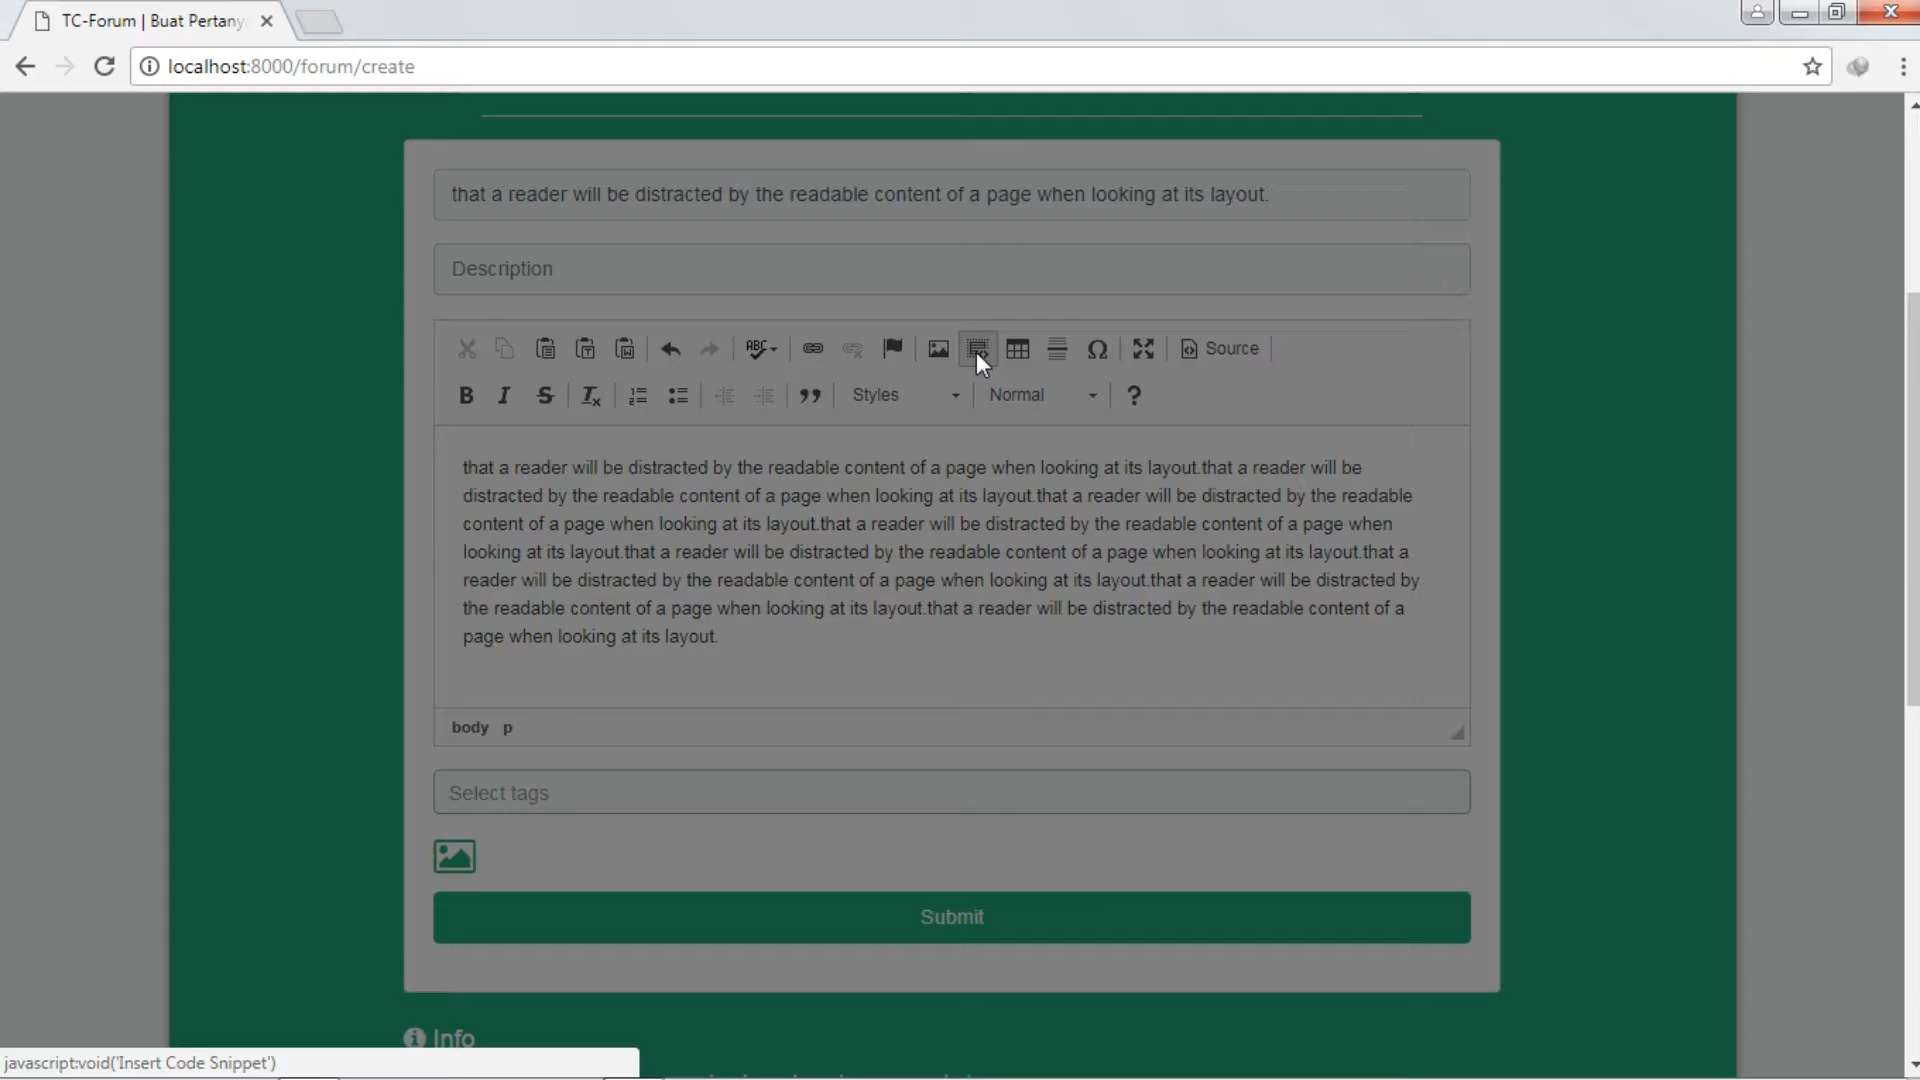 TC-Forum | Buat Pertany
localhost:8000/forum/create
that a reader will be distracted by the readable content of a page when looking at its layout.
Description
ABC
Source
B I S Tx Styles Normal ?
that a reader will be distracted by the readable content of a page when looking at its layout.that a reader will be
distracted by the readable content of a page when looking at its layout.that a reader will be distracted by the readable
content of a page when looking at its layout.that a reader will be distracted by the readable content of a page when
looking at its layout.that a reader will be distracted by the readable content of a page when looking at its layout.that a
reader will be distracted by the readable content of a page when looking at its layout.that a reader will be distracted by
the readable content of a page when looking at its layout.that a reader will be distracted by the readable content of a
page when looking at its layout.
body p
Select tags
Submit
Info
javascript:void('Insert Code Snippet')